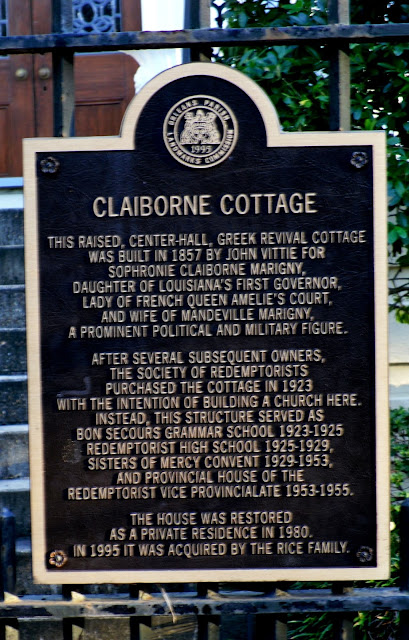 ORLEANS PARISH
LANDMARKS COMMISSION
1995
CLAIBORNE COTTAGE
THIS RAISED, CENTER-HALL, GREEK REVIVAL COTTAGE
WAS BUILT IN 1857 BY JOHN VITTIE FOR
SOPHRONIE CLAIBORNE MARIGNY,
DAUGHTER OF LOUISIANA'S FIRST GOVERNOR,
LADY OF FRENCH QUEEN AMELIE'S COURT,
AND WIFE OF MANDEVILLE MARIGNY,
A PROMINENT POLITICAL AND MILITARY FIGURE.
AFTER SEVERAL SUBSEQUENT OWNERS,
THE SOCIETY OF REDEMPTORISTS
PURCHASED THE COTTAGE IN 1923
WITH THE INTENTION OF BUILDING A CHURCH HERE.
INSTEAD, THIS STRUCTURE SERVED AS
BON SECOURS GRAMMAR SCHOOL 1923-1925
REDEMPTORIST HIGH SCHOOL 1925-1929,
SISTERS OF MERCY CONVENT 1929-1953,
AND PROVINCIAL HOUSE OF THE
REDEMPTORIST VICE PROVINCIALATE 1953-1955.
THE HOUSE WAS RESTORED
AS A PRIVATE RESIDENCE IN 1980.
IN 1995 IT WAS ACQUIRED BY THE RICE FAMILY.